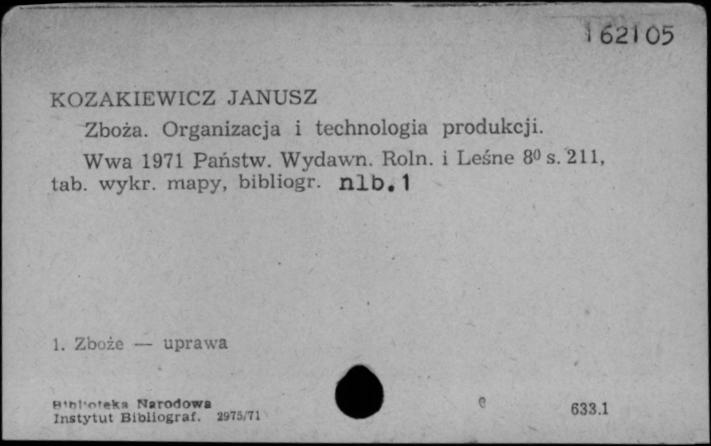 162105
KOZAKIEWICZ JANUSZ
Zboża. Organizacja i technologia produkcji.
Wwa 1971 Państw. Wydawn. Roln. i Leśne 8⁰ s. 211,
tab. wykr. mapy, bibliogr. nlb.1
1. Zboże — uprawa
Biblioteka Narodowa
Instytut Bibliograf. 2975/71
633.1